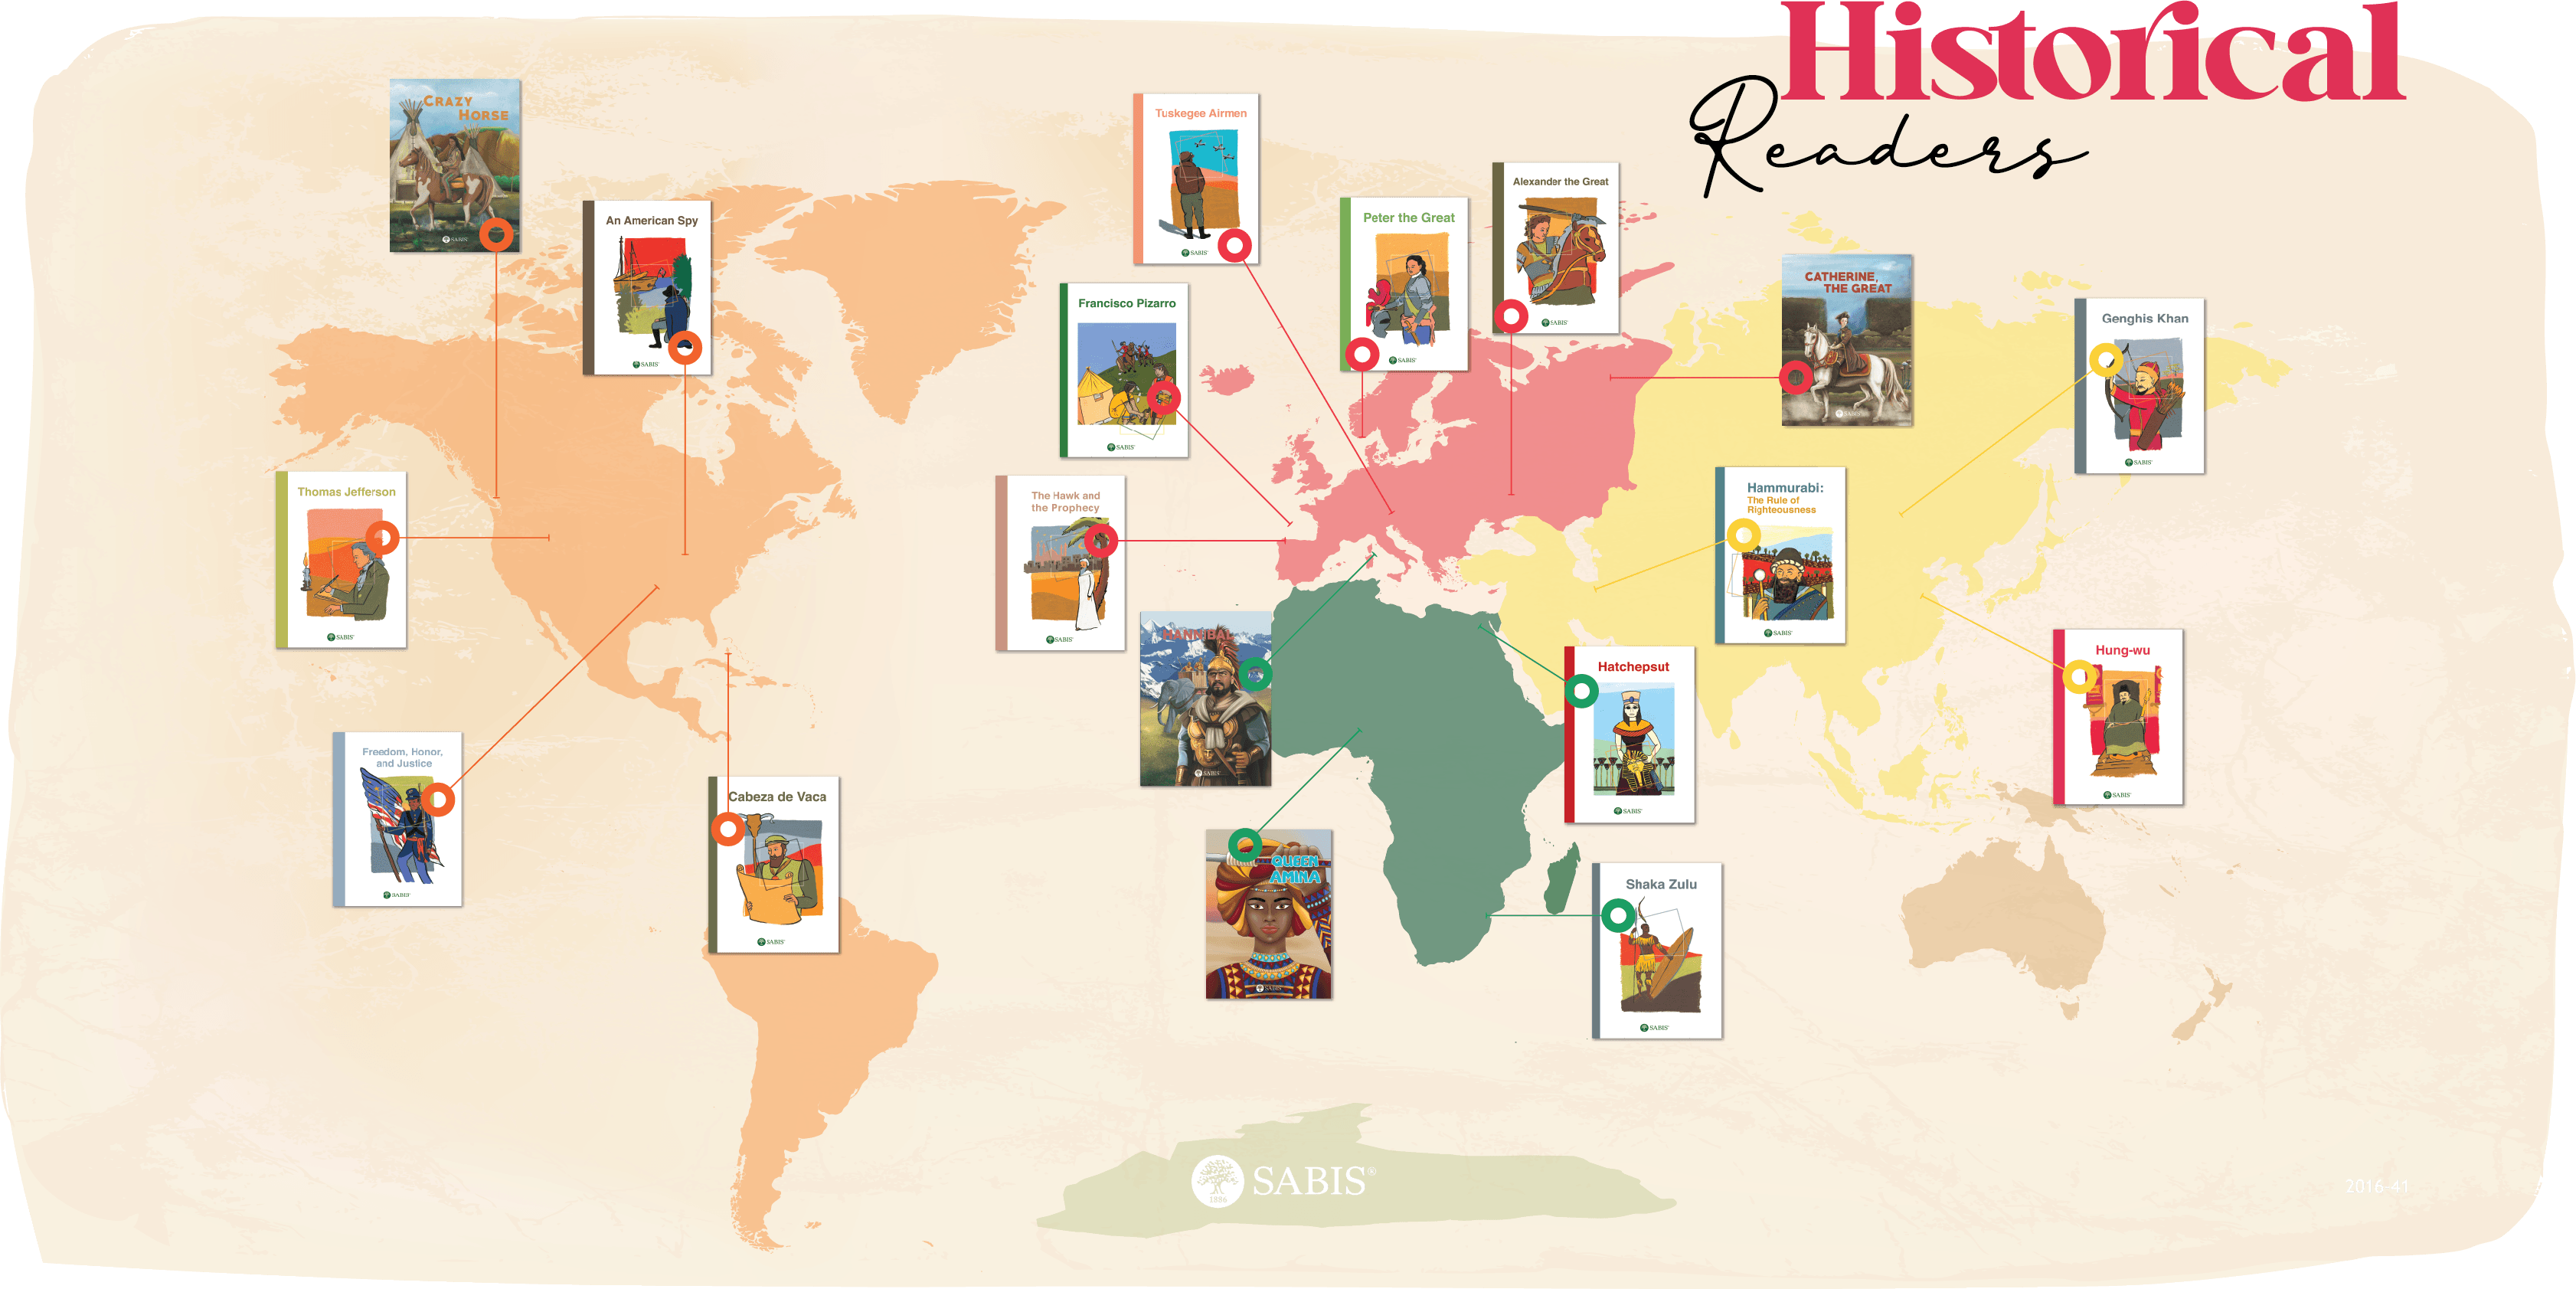 Historical
Readers
CRAZY
HORSE
SABIS
An American Spy
SABIS
Tuskegee Airmen
SABIS
Francisco Pizarro
SABIS
Peter the Great
SABIS
Alexander the Great
SABIS
CATHERINE,
THE GREAT
SABIS
Genghis Khan
SABIS
Thomas Jefferson
SABIS
The Hawk and
the Prophecy
SABIS
Hammurabi:
The Rule of
Righteousness
SABIS
HANNIBAL
SABIS
Hatchepsut
SABIS
Hung-wu
SABIS
Freedom, Honor,
and Justice
SABIS
Cabeza de Vaca
SABIS
QUEEN
AMINA
SABIS
Shaka Zulu
SABIS
1886
SABIS®
2016-41